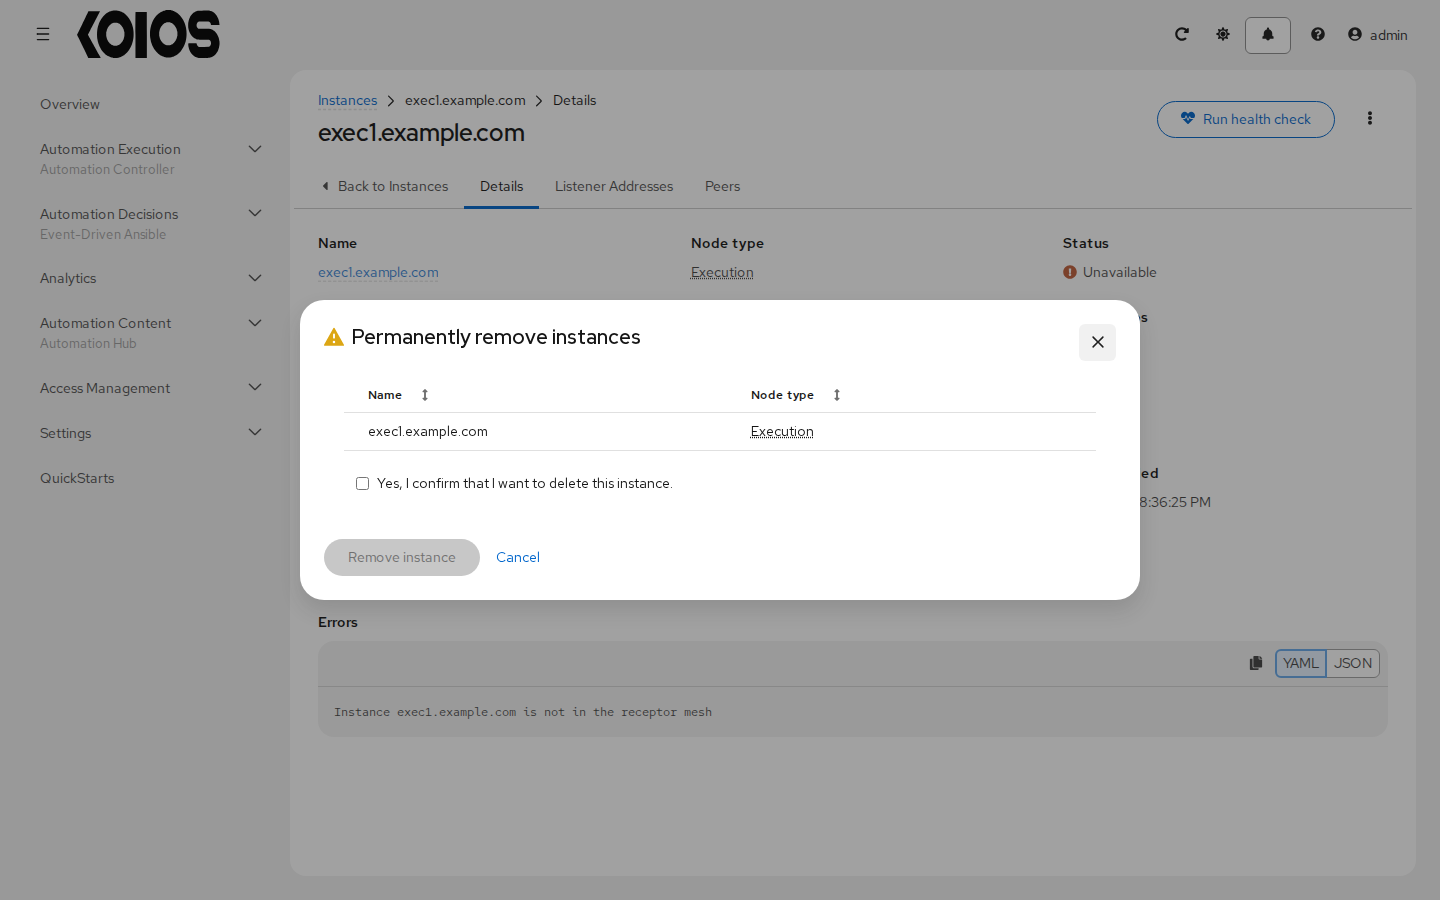 KOIOS
admin
Overview
Automation Execution
Automation Controller
Automation Decisions
Event-Driven Ansible
Analytics
Automation Content
Automation Hub
Access Management
Settings
QuickStarts
Instances
exec1.example.com
Details
exec1.example.com
Run health check
Back to Instances
Details
Listener Addresses
Peers
Name
exec1.example.com
Node type
Execution
Status
Unavailable
Permanently remove instances
Name
Node type
exec1.example.com
Execution
Yes, I confirm that I want to delete this instance.
Remove instance
Cancel
8:36:25 PM
Errors
YAML
JSON
Instance exec1.example.com is not in the receptor mesh